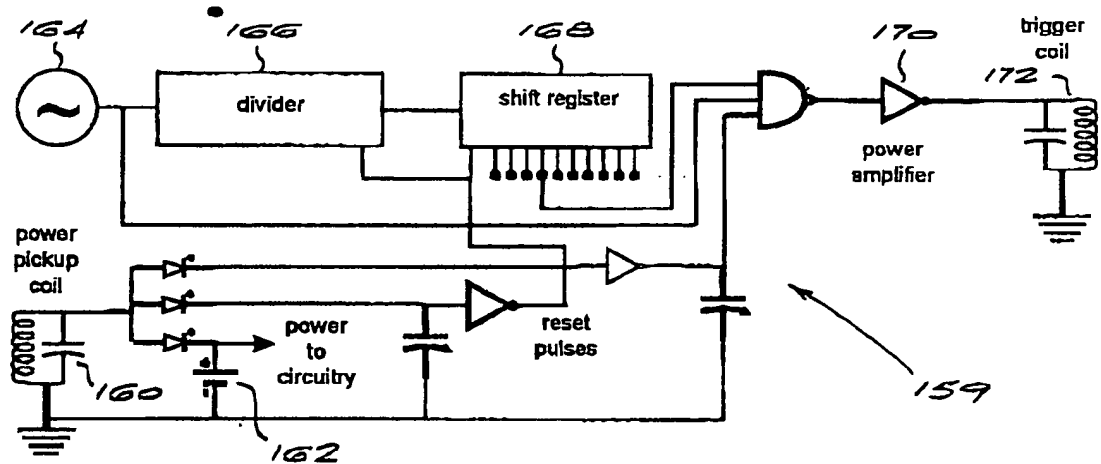 164
166
168
170
trigger
coil
172
divider
shift register
power
amplifier
power
pickup
coil
reset
pulses
power
to
circuitry
160
162
159